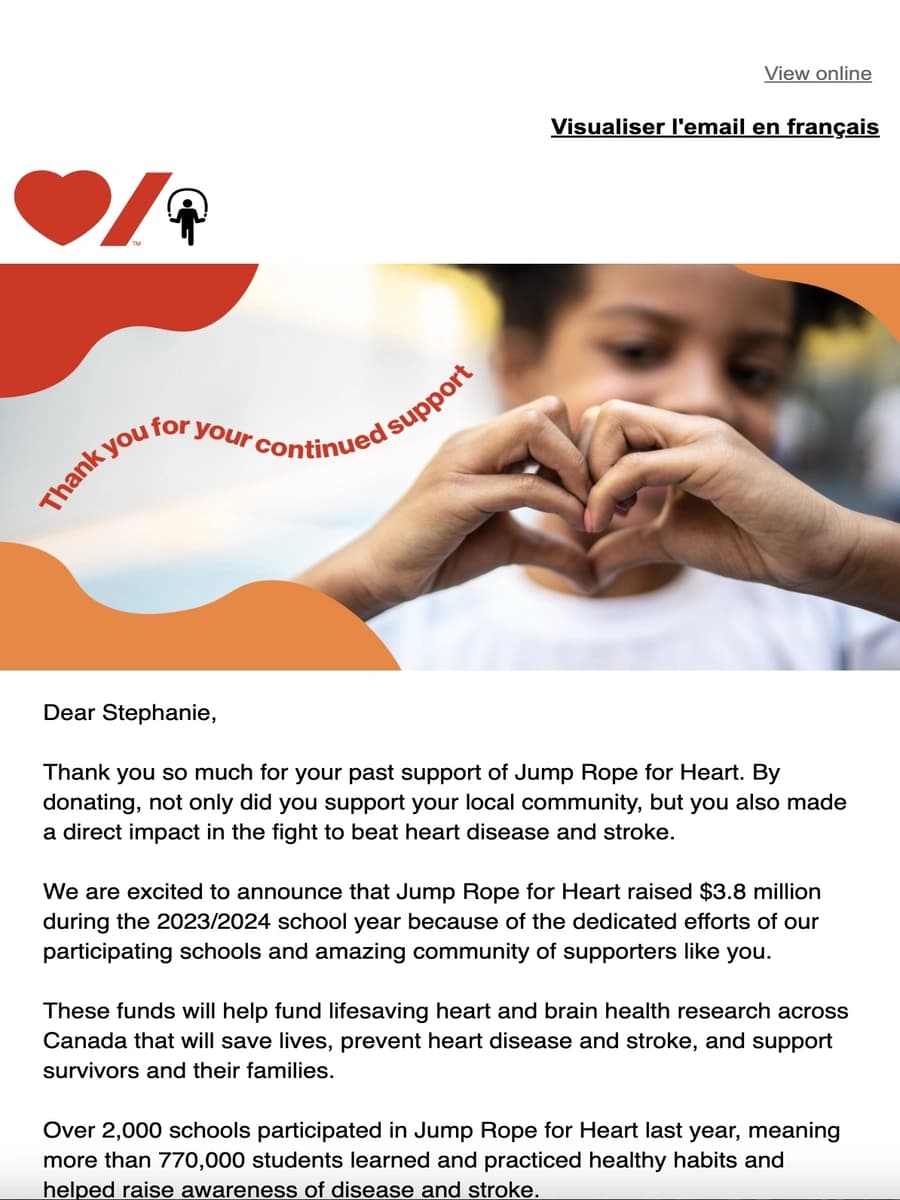 View online
Visualiser l'email en français
TM
Thank you for your continued support
Dear Stephanie,
Thank you so much for your past support of Jump Rope for Heart. By
donating, not only did you support your local community, but you also made
a direct impact in the fight to beat heart disease and stroke.
We are excited to announce that Jump Rope for Heart raised $3.8 million
during the 2023/2024 school year because of the dedicated efforts of our
participating schools and amazing community of supporters like you.
These funds will help fund lifesaving heart and brain health research across
Canada that will save lives, prevent heart disease and stroke, and support
survivors and their families.
Over 2,000 schools participated in Jump Rope for Heart last year, meaning
more than 770,000 students learned and practiced healthy habits and
helped raise awareness of disease and stroke.